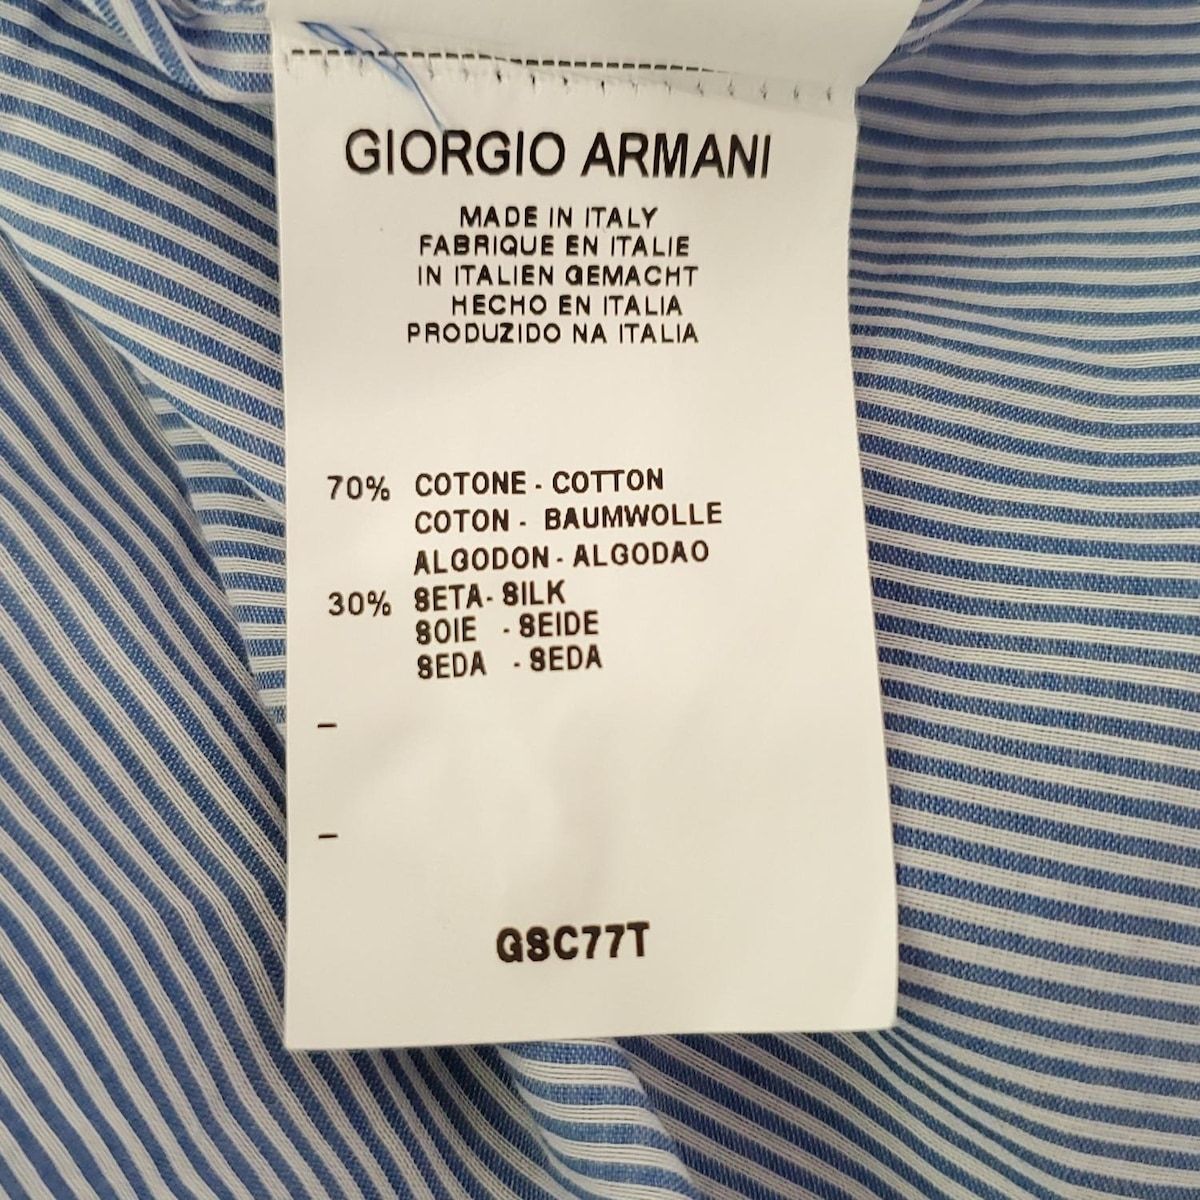 GIORGIO ARMANI
MADE IN ITALY
FABRIQUE EN ITALIE
IN ITALIEN GEMACHT
HECHO EN ITALIA
PRODUZIDO NA ITALIA
70% COTONE - COTTON
COTON - BAUMWOLLE
ALGODON - ALGODAO
30% SETA - SILK
SOIE - SEIDE
SEDA - SEDA
-
-
GSC77T